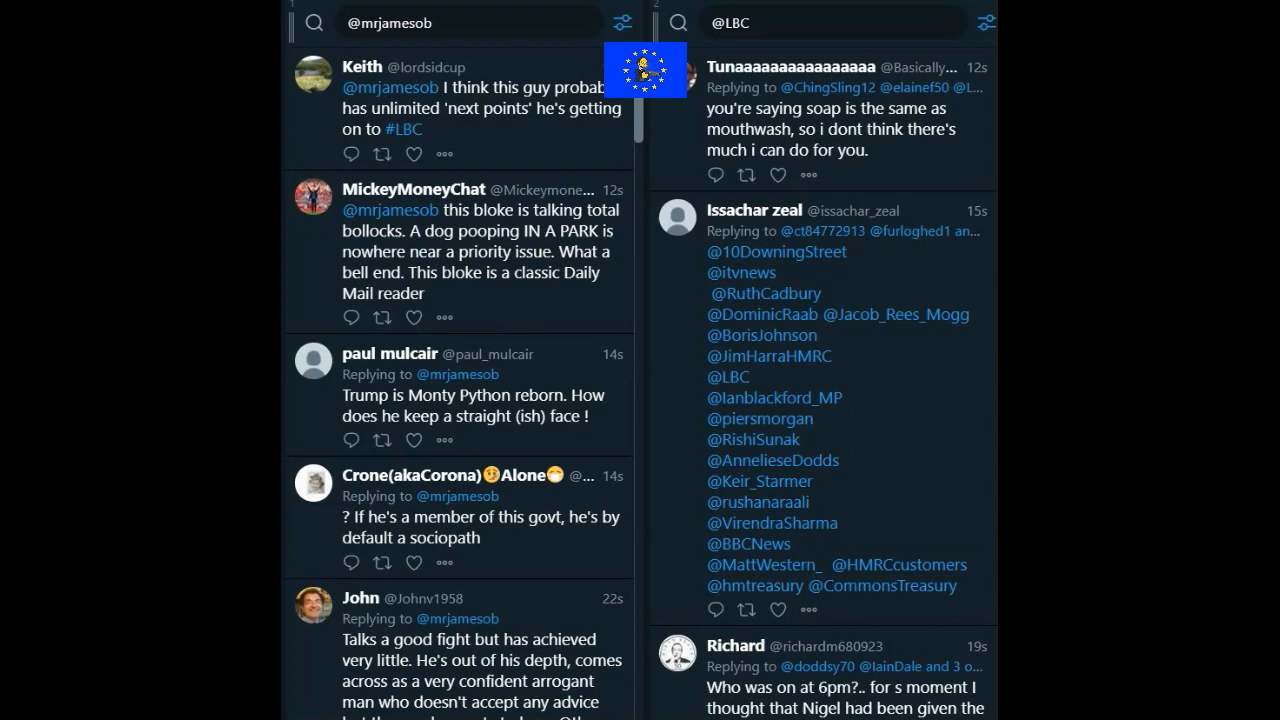 1
@mrjamesob
Keith @lordsidcup
@mrjamesob I think this guy
has unlimited 'next points' he's getting
on to #LBC
MickeyMoneyChat @Mickeymone... 12s
@mrjamesob this bloke is talking total
bollocks. A dog pooping IN A PARK is
nowhere near a priority issue. What a
bell end. This bloke is a classic Daily
Mail reader
paul mulcair @paul_mulcair 14s
Replying to @mrjamesob
Trump is Monty Python reborn. How
does he keep a straight (ish) face !
Crone(akaCorona)🤒Alone😷 @... 14s
Replying to @mrjamesob
? If he's a member of this govt, he's by
default a sociopath
John @Johnv1958 22s
Replying to @mrjamesob
Talks a good fight but has achieved
very little. He's out of his depth, comes
across as a very confident arrogant
man who doesn't accept any advice
2
@LBC
Tunaaaaaaaaaaaaaaaa @Basically... 12s
Replying to @ChingSling12 @elainef50 @L...
you're saying soap is the same as
mouthwash, so i dont think there's
much i can do for you.
Issachar zeal @issachar_zeal 15s
Replying to @ct84772913 @furloghed1 an...
@10DowningStreet
@itvnews
@RuthCadbury
@DominicRaab @Jacob_Rees_Mogg
@BorisJohnson
@JimHarraHMRC
@LBC
@Ianblackford_MP
@piersmorgan
@RishiSunak
@AnnelieseDodds
@Keir_Starmer
@rushanaraali
@VirendraSharma
@BBCNews
@MattWestern_ @HMRCcustomers
@hmtreasury @CommonsTreasury
Richard @richardm680923 19s
Replying to @doddsy70 @IainDale and 3 o...
Who was on at 6pm?.. for s moment I
thought that Nigel had been given the